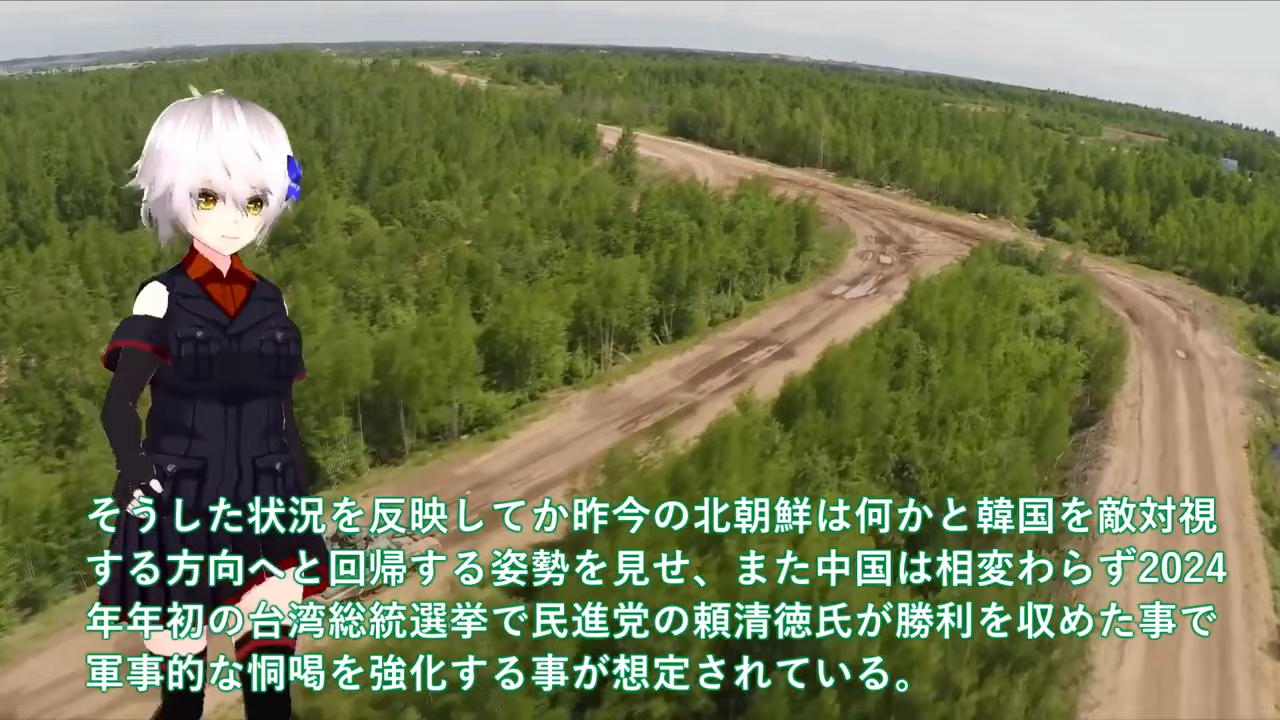 そうした状況を反映してか昨今の北朝鮮は何かと韓国を敵対視
する方向へと回帰する姿勢を見せ、また中国は相変わらず2024
年年初の台湾総統選挙で民進党の頼清徳氏が勝利を収めた事で
軍事的な恫喝を強化する事が想定されている。